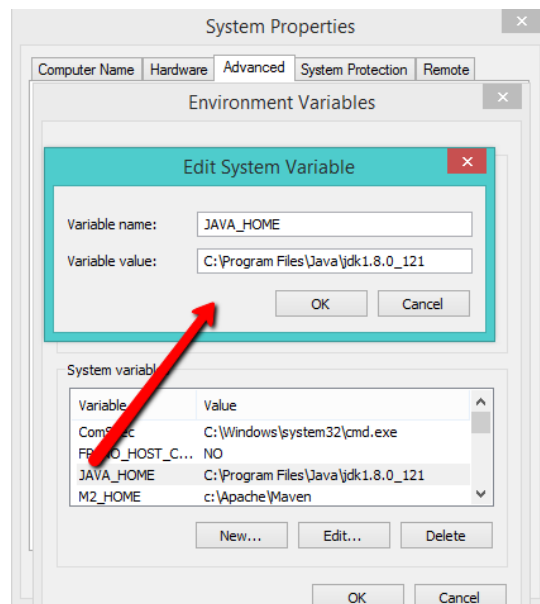 System Properties
Computer Name Hardware Advanced System Protection Remote
Environment Variables
Edit System Variable
Variable name: JAVA_HOME
Variable value: C:\Program Files\Java\jdk1.8.0_121
OK Cancel
System
Variable Value
C:\Windows\system32\cmd.exe
NO
JAVA_HOME C:\Program Files\Java\jdk1.8.0_121
M2_HOME c:\Apache\Maven
New... Edit... Delete
OK Cancel